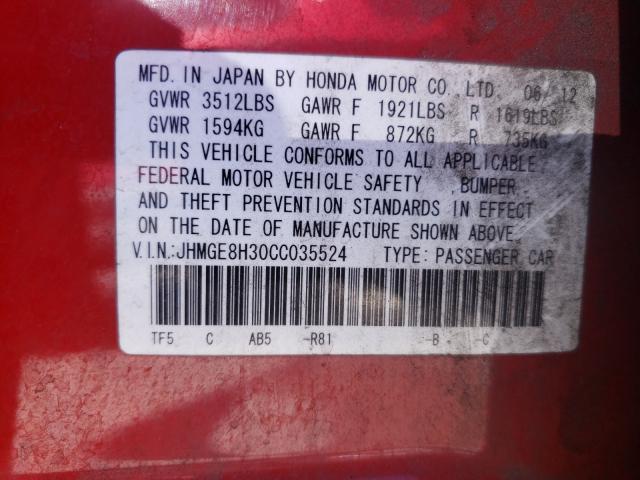 MFD. IN JAPAN BY HONDA MOTOR CO.,LTD. 06/12
GVWR 3512LBS GAWR F 1921LBS R 1619LBS
GVWR 1594KG GAWR F 872KG R 735KG
THIS VEHICLE CONFORMS TO ALL APPLICABLE
FEDERAL MOTOR VEHICLE SAFETY ,BUMPER
AND THEFT PREVENTION STANDARDS IN EFFECT
ON THE DATE OF MANUFACTURE SHOWN ABOVE.
V.I.N.:JHMGE8H30CC035524 TYPE: PASSENGER CAR
TF5 C AB5 -R81 -B -C